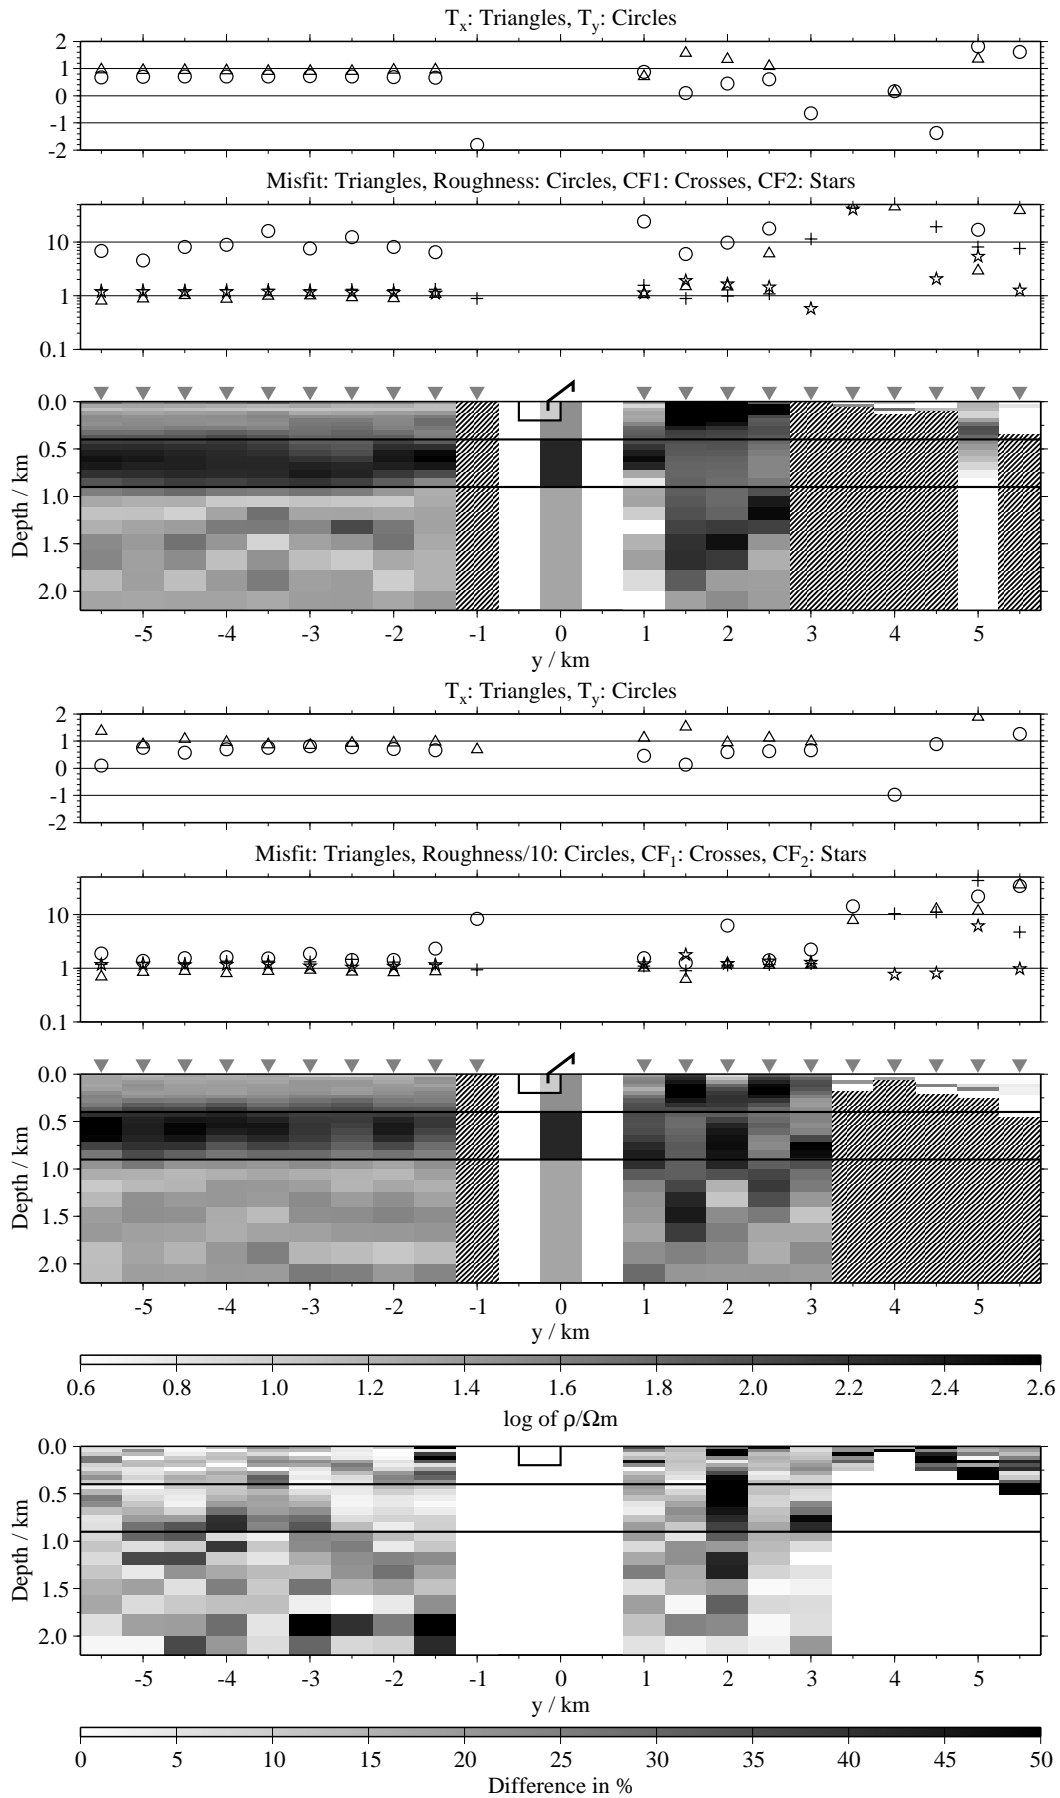 Tx: Triangles, Ty: Circles
2
1
0
-1
-2
Misfit: Triangles, Roughness: Circles, CF1: Crosses, CF2: Stars
10
1
0.1
0.0
0.5
1.0
1.5
2.0
Depth / km
-5 -4 -3 -2 -1 0 1 2 3 4 5
y / km
Tx: Triangles, Ty: Circles
2
1
0
-1
-2
Misfit: Triangles, Roughness/10: Circles, CF1: Crosses, CF2: Stars
10
1
0.1
0.0
0.5
1.0
1.5
2.0
Depth / km
-5 -4 -3 -2 -1 0 1 2 3 4 5
y / km
0.6 0.8 1.0 1.2 1.4 1.6 1.8 2.0 2.2 2.4 2.6
log of ρ/Ωm
0.0
0.5
1.0
1.5
2.0
Depth / km
-5 -4 -3 -2 -1 0 1 2 3 4 5
y / km
0 5 10 15 20 25 30 35 40 45 50
Difference in %